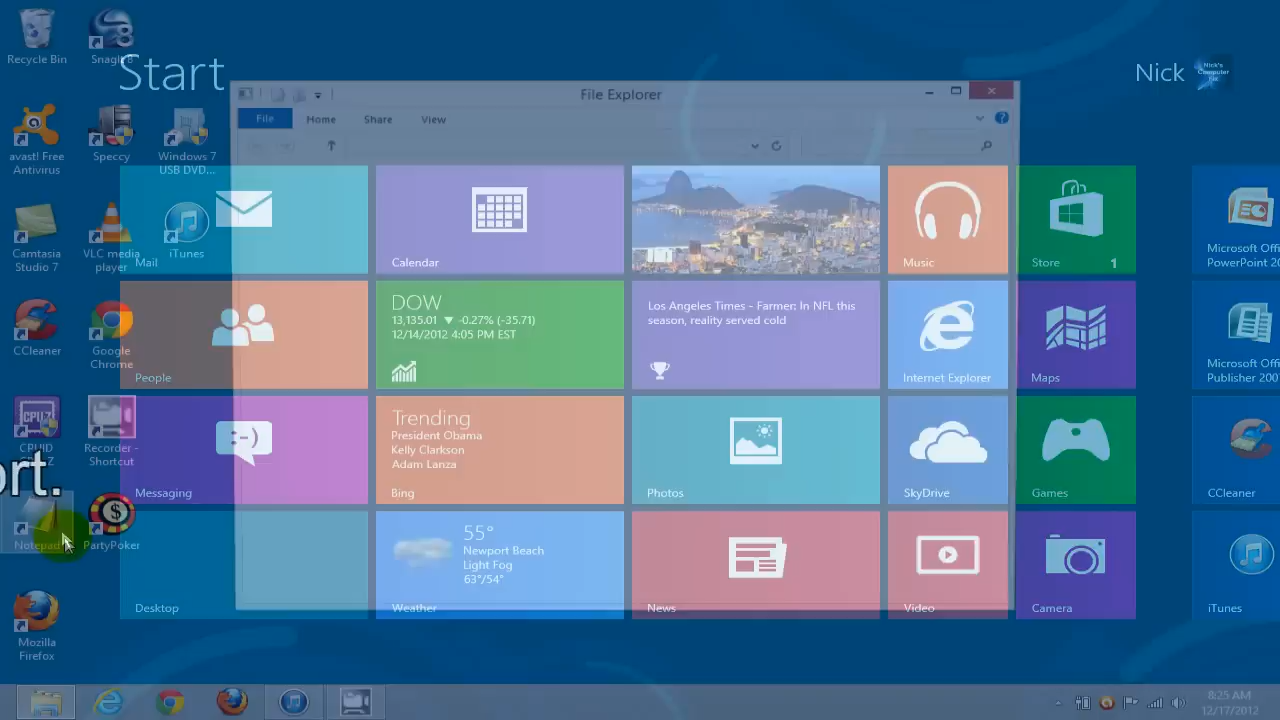 Recycle Bin
Start
Nick
Nick's
Computer
Fix
File Explorer
File
Home
Share
View
avast! Free
Antivirus
Speccy
Windows 7
USB DVD...
Camtasia
Studio 7
VLC media
player
iTunes
Mail
Calendar
Music
Store
1
Microsoft Offi
PowerPoint 20
CCleaner
Google
Chrome
People
DOW
13,135.01 ▼ -0.27% (-35.71)
12/14/2012 4:05 PM EST
Los Angeles Times - Farmer: In NFL this
season, reality served cold
Internet Explorer
Maps
Microsoft Offi
Publisher 2007
CPUID
Recorder -
Shortcut
Messaging
Trending
President Obama
Kelly Clarkson
Adam Lanza
Bing
Photos
SkyDrive
Games
CCleaner
ort.
Notepad
PartyPoker
Desktop
55°
Newport Beach
Light Fog
63°/54°
Weather
News
Video
Camera
iTunes
Mozilla
Firefox
8:25 AM
12/17/2012